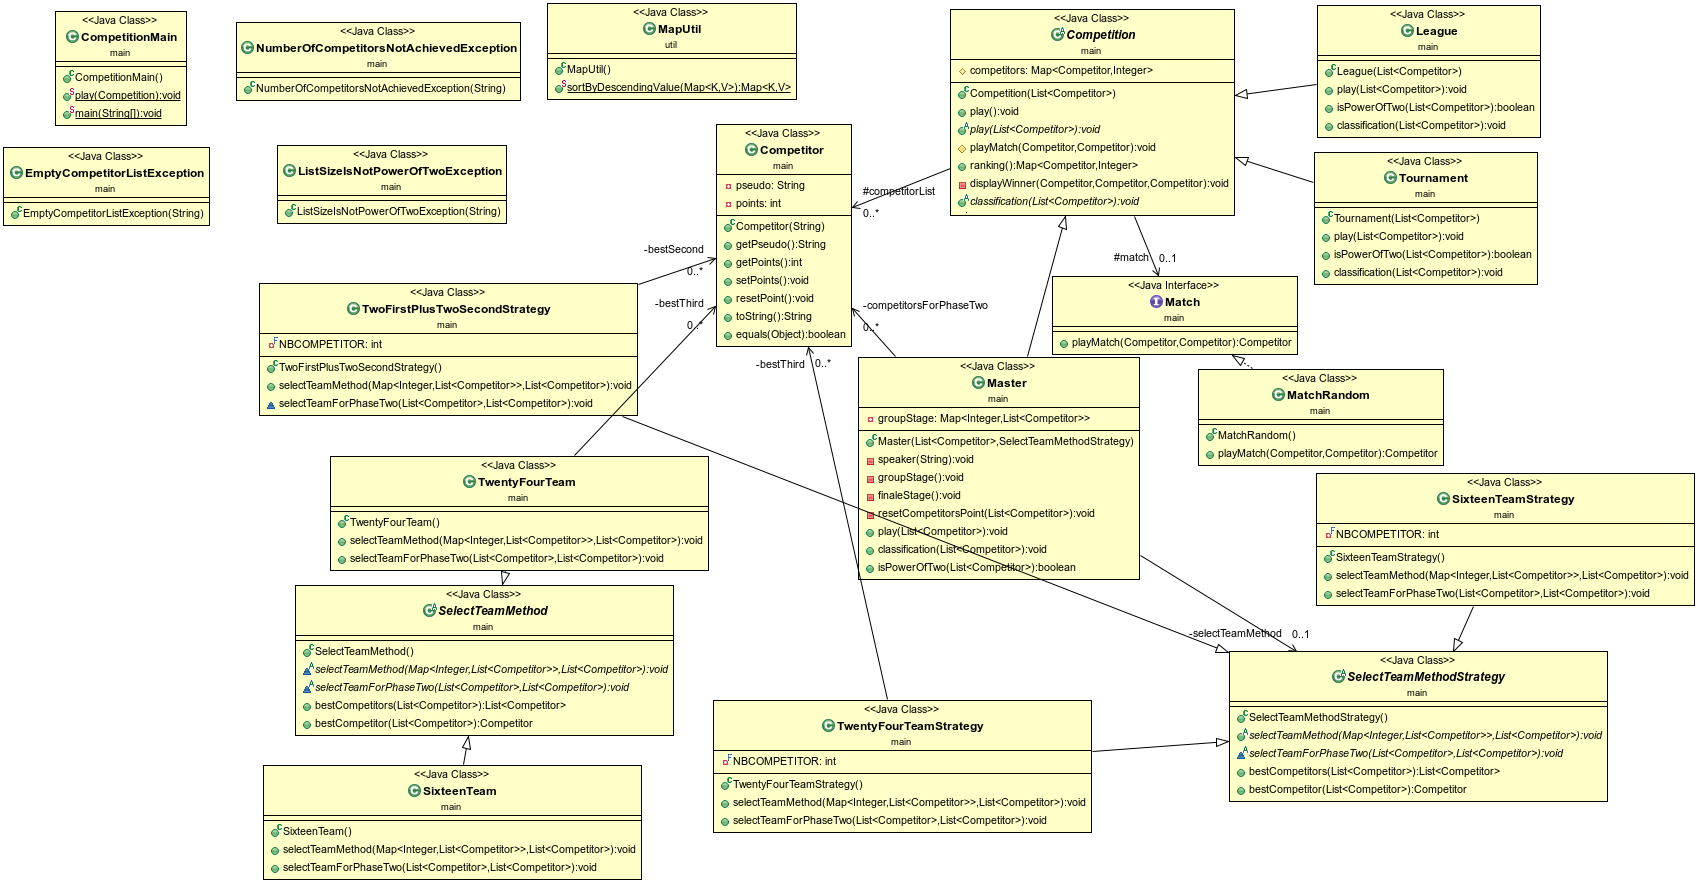 <<Java Class>>
CompetitionMain
main
CompetitionMain()
play(Competition):void
main(String[]):void
<<Java Class>>
NumberOfCompetitorsNotAchievedException
main
NumberOfCompetitorsNotAchievedException(String)
<<Java Class>>
MapUtil
util
MapUtil()
sortByDescendingValue(Map<K,V>):Map<K,V>
<<Java Class>>
Competition
main
competitors: Map<Competitor,Integer>
Competition(List<Competitor>)
play():void
play(List<Competitor>):void
playMatch(Competitor,Competitor):void
ranking():Map<Competitor,Integer>
displayWinner(Competitor,Competitor,Competitor):void
classification(List<Competitor>):void
<<Java Class>>
League
main
League(List<Competitor>)
play(List<Competitor>):void
isPowerOfTwo(List<Competitor>):boolean
classification(List<Competitor>):void
<<Java Class>>
EmptyCompetitorListException
main
EmptyCompetitorListException(String)
<<Java Class>>
ListSizeIsNotPowerOfTwoException
main
ListSizeIsNotPowerOfTwoException(String)
<<Java Class>>
Competitor
main
pseudo: String
points: int
Competitor(String)
getPseudo():String
getPoints():int
setPoints():void
resetPoint():void
toString():String
equals(Object):boolean
#competitorList
0..*
<<Java Class>>
Tournament
main
Tournament(List<Competitor>)
play(List<Competitor>):void
isPowerOfTwo(List<Competitor>):boolean
classification(List<Competitor>):void
-bestSecond
0..*
#match
0..1
<<Java Interface>>
Match
main
playMatch(Competitor,Competitor):Competitor
<<Java Class>>
TwoFirstPlusTwoSecondStrategy
main
NBCOMPETITOR: int
TwoFirstPlusTwoSecondStrategy()
selectTeamMethod(Map<Integer,List<Competitor>>,List<Competitor>):void
selectTeamForPhaseTwo(List<Competitor>,List<Competitor>):void
-bestThird
0..*
-competitorsForPhaseTwo
0..*
-bestThird
0..*
<<Java Class>>
Master
main
groupStage: Map<Integer,List<Competitor>>
Master(List<Competitor>,SelectTeamMethodStrategy)
speaker(String):void
groupStage():void
finaleStage():void
resetCompetitorsPoint(List<Competitor>):void
play(List<Competitor>):void
classification(List<Competitor>):void
isPowerOfTwo(List<Competitor>):boolean
<<Java Class>>
MatchRandom
main
MatchRandom()
playMatch(Competitor,Competitor):Competitor
<<Java Class>>
TwentyFourTeam
main
TwentyFourTeam()
selectTeamMethod(Map<Integer,List<Competitor>>,List<Competitor>):void
selectTeamForPhaseTwo(List<Competitor>,List<Competitor>):void
<<Java Class>>
SixteenTeamStrategy
main
NBCOMPETITOR: int
SixteenTeamStrategy()
selectTeamMethod(Map<Integer,List<Competitor>>,List<Competitor>):void
selectTeamForPhaseTwo(List<Competitor>,List<Competitor>):void
<<Java Class>>
SelectTeamMethod
main
SelectTeamMethod()
selectTeamMethod(Map<Integer,List<Competitor>>,List<Competitor>):void
selectTeamForPhaseTwo(List<Competitor>,List<Competitor>):void
bestCompetitors(List<Competitor>):List<Competitor>
bestCompetitor(List<Competitor>):Competitor
-selectTeamMethod
0..1
<<Java Class>>
SelectTeamMethodStrategy
main
SelectTeamMethodStrategy()
selectTeamMethod(Map<Integer,List<Competitor>>,List<Competitor>):void
selectTeamForPhaseTwo(List<Competitor>,List<Competitor>):void
bestCompetitors(List<Competitor>):List<Competitor>
bestCompetitor(List<Competitor>):Competitor
<<Java Class>>
TwentyFourTeamStrategy
main
NBCOMPETITOR: int
TwentyFourTeamStrategy()
selectTeamMethod(Map<Integer,List<Competitor>>,List<Competitor>):void
selectTeamForPhaseTwo(List<Competitor>,List<Competitor>):void
<<Java Class>>
SixteenTeam
main
SixteenTeam()
selectTeamMethod(Map<Integer,List<Competitor>>,List<Competitor>):void
selectTeamForPhaseTwo(List<Competitor>,List<Competitor>):void